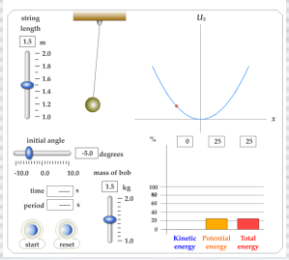 string
length
1.5 m
2.0
1.8
1.6
1.4
1.2
1.0
initial angle
-5.0 degrees
-10.0 0.0 10.0
time s
period s
start reset
mass of bob
1.5 kg
2.0
1.0
x
0 25 25
100
80
60
40
20
0
Kinetic energy
Potential energy
Total energy